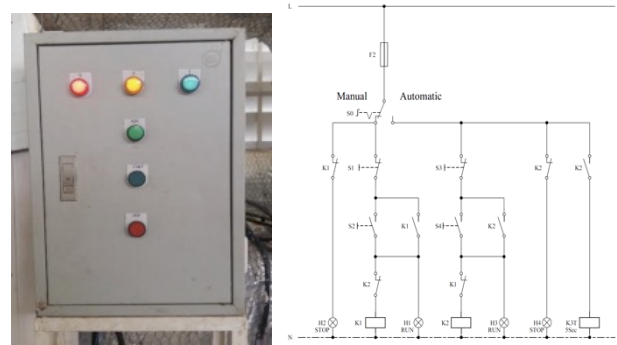 L
F2
Manual Automatic
S0
K1 S1 S3 K2 K2
S2 K1 S4 K2
K2 K1
H2 K1 H1 K2 H3 H4 K3T
STOP RUN RUN STOP 5Sec
N